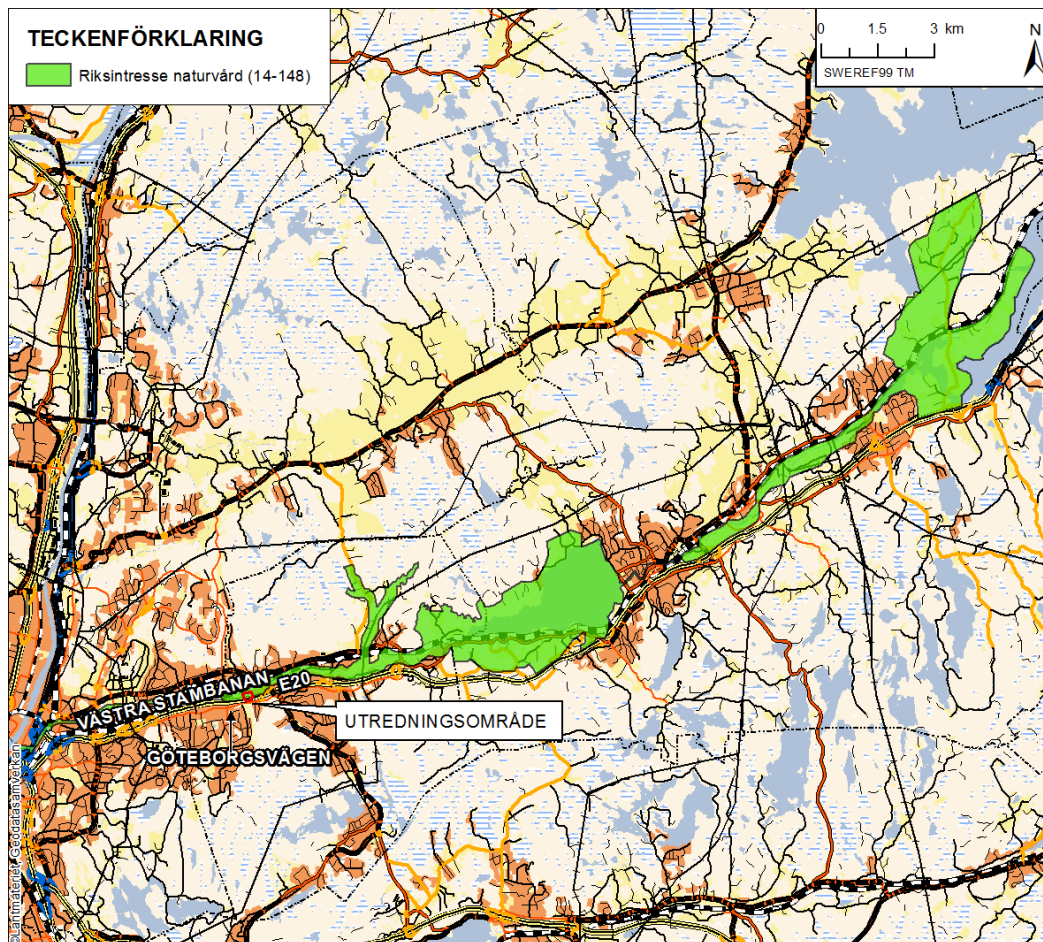 TECKENFÖRKLARING
Riksintresse naturvård (14-148)
0 1.5 3 km
SWEREF99 TM
N
VÄSTRA STAMBANAN E20
UTREDNINGSOMRÅDE
GÖTEBORGSVÄGEN
©Lantmäteriet, Geodatasamverkan